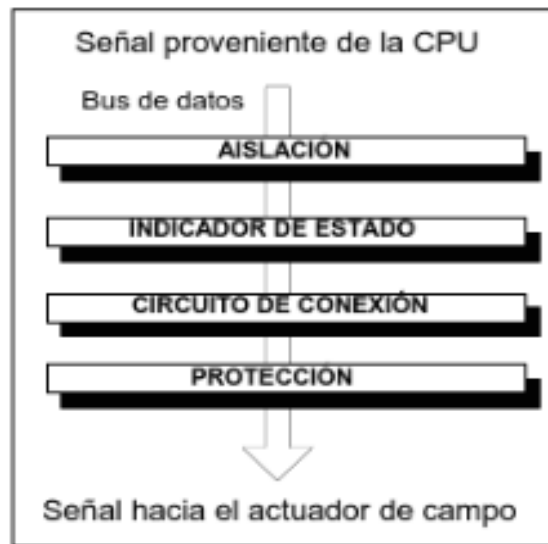 Señal proveniente de la CPU
Bus de datos
AISLACIÓN
INDICADOR DE ESTADO
CIRCUITO DE CONEXIÓN
PROTECCIÓN
Señal hacia el actuador de campo